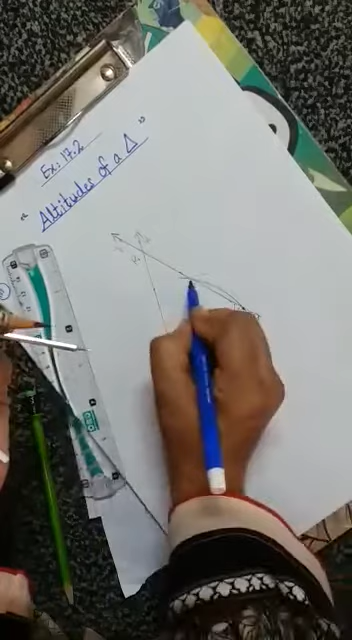 Ex: 17.2
"Altitudes of a Δ"